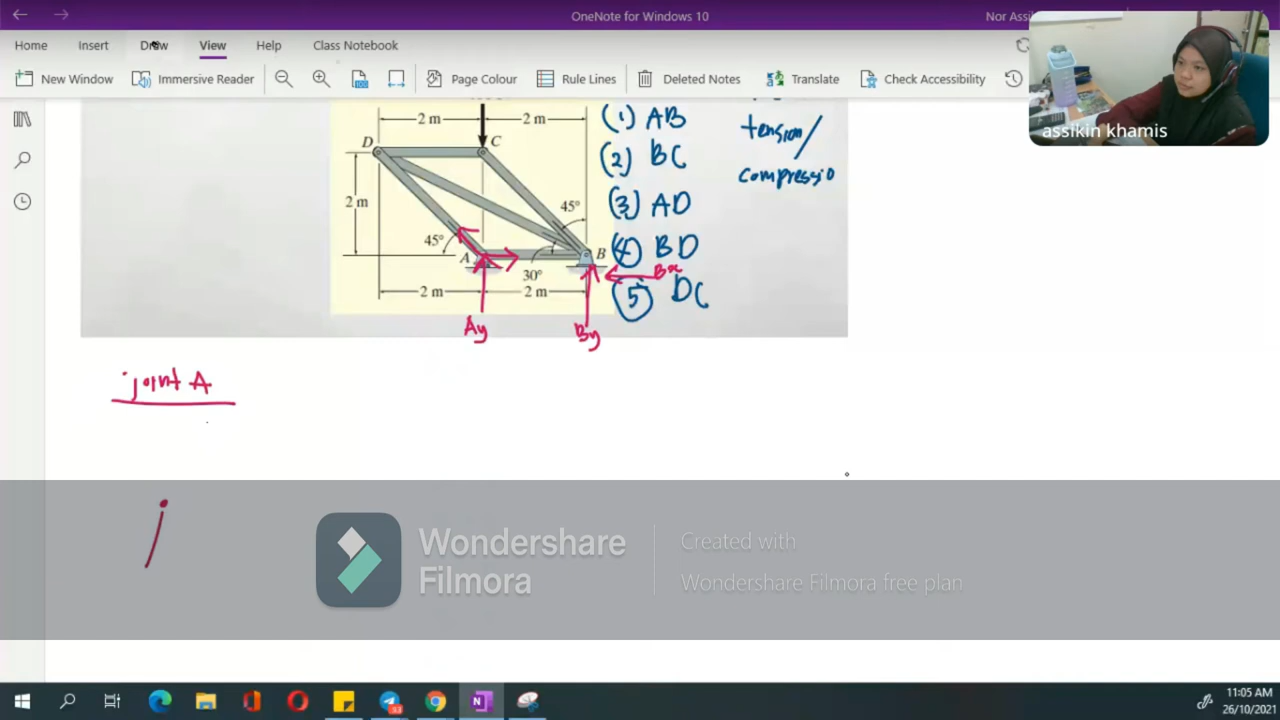 OneNote for Windows 10
Nor Assi
Home Insert Draw View Help Class Notebook
New Window Immersive Reader Page Colour Rule Lines Deleted Notes Translate Check Accessibility
assikin khamis
2 m 2 m
D C
2 m
45°
45°
A B
30°
2 m 2 m
Ay By Bx
(1) AB
(2) BC
(3) AD
(4) BD
(5) DC
tension/
compressio
joint A
Wondershare
Filmora
Created with
Wondershare Filmora free plan
53
11:05 AM
26/10/2021